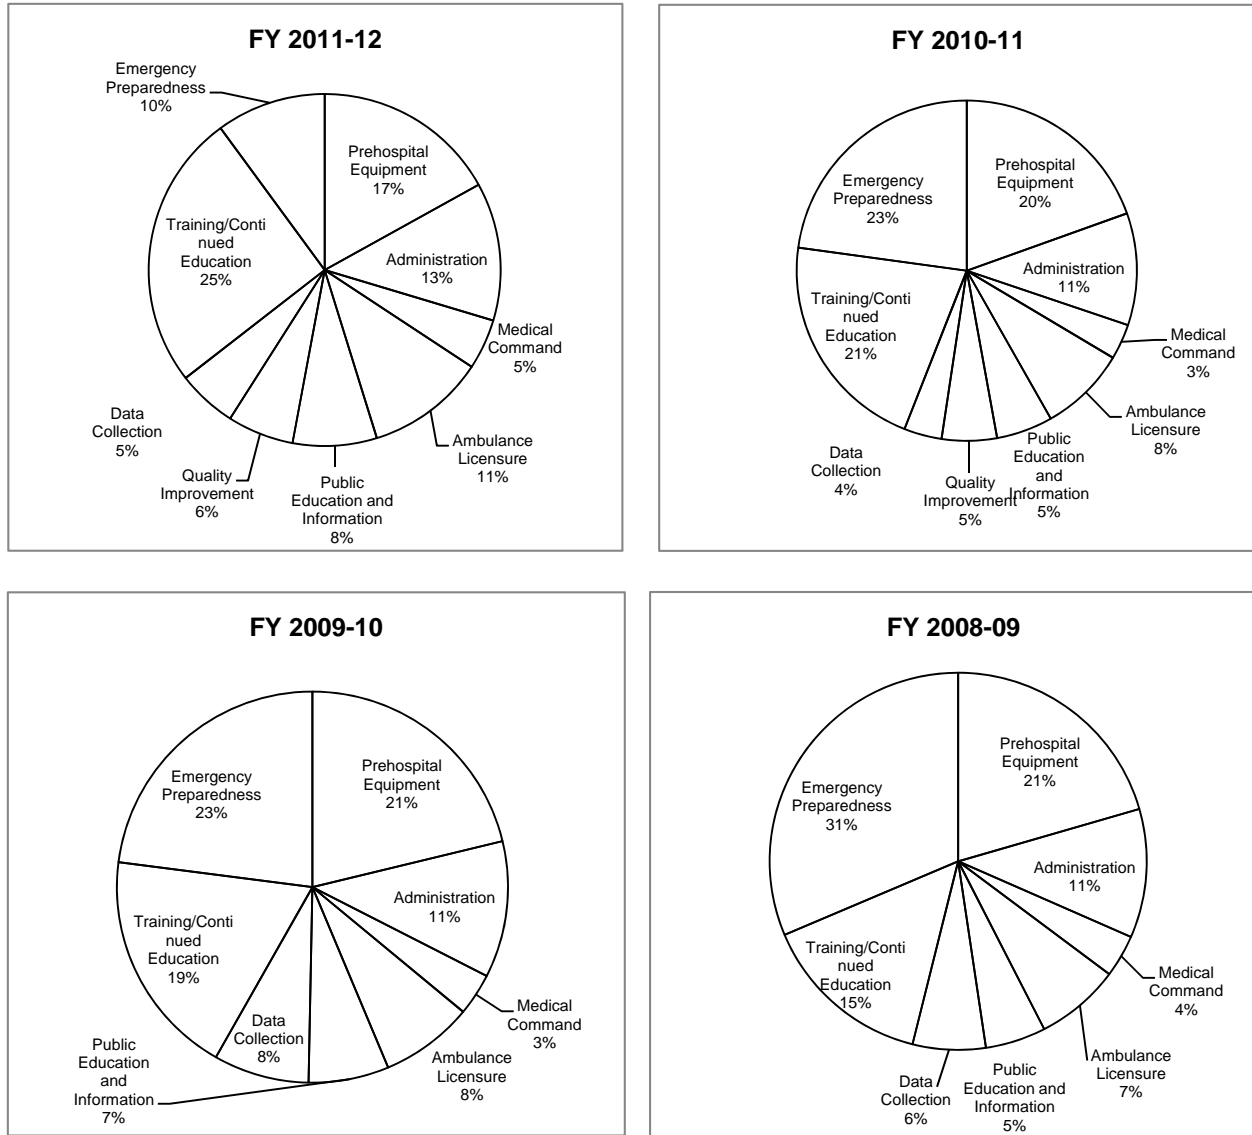 FY 2011-12
Emergency
Preparedness
10%
Prehospital
Equipment
17%
Administration
13%
Medical
Command
5%
Ambulance
Licensure
11%
Public
Education and
Information
8%
Quality
Improvement
6%
Data
Collection
5%
Training/Conti
nued
Education
25%
FY 2010-11
Emergency
Preparedness
23%
Prehospital
Equipment
20%
Administration
11%
Medical
Command
3%
Ambulance
Licensure
8%
Public
Education
and
Information
5%
Quality
Improvement
5%
Data
Collection
4%
Training/Conti
nued
Education
21%
FY 2009-10
Emergency
Preparedness
23%
Prehospital
Equipment
21%
Administration
11%
Medical
Command
3%
Ambulance
Licensure
8%
Public
Education
and
Information
7%
Data
Collection
8%
Training/Conti
nued
Education
19%
FY 2008-09
Emergency
Preparedness
31%
Prehospital
Equipment
21%
Administration
11%
Medical
Command
4%
Ambulance
Licensure
7%
Public
Education and
Information
5%
Data
Collection
6%
Training/Conti
nued
Education
15%